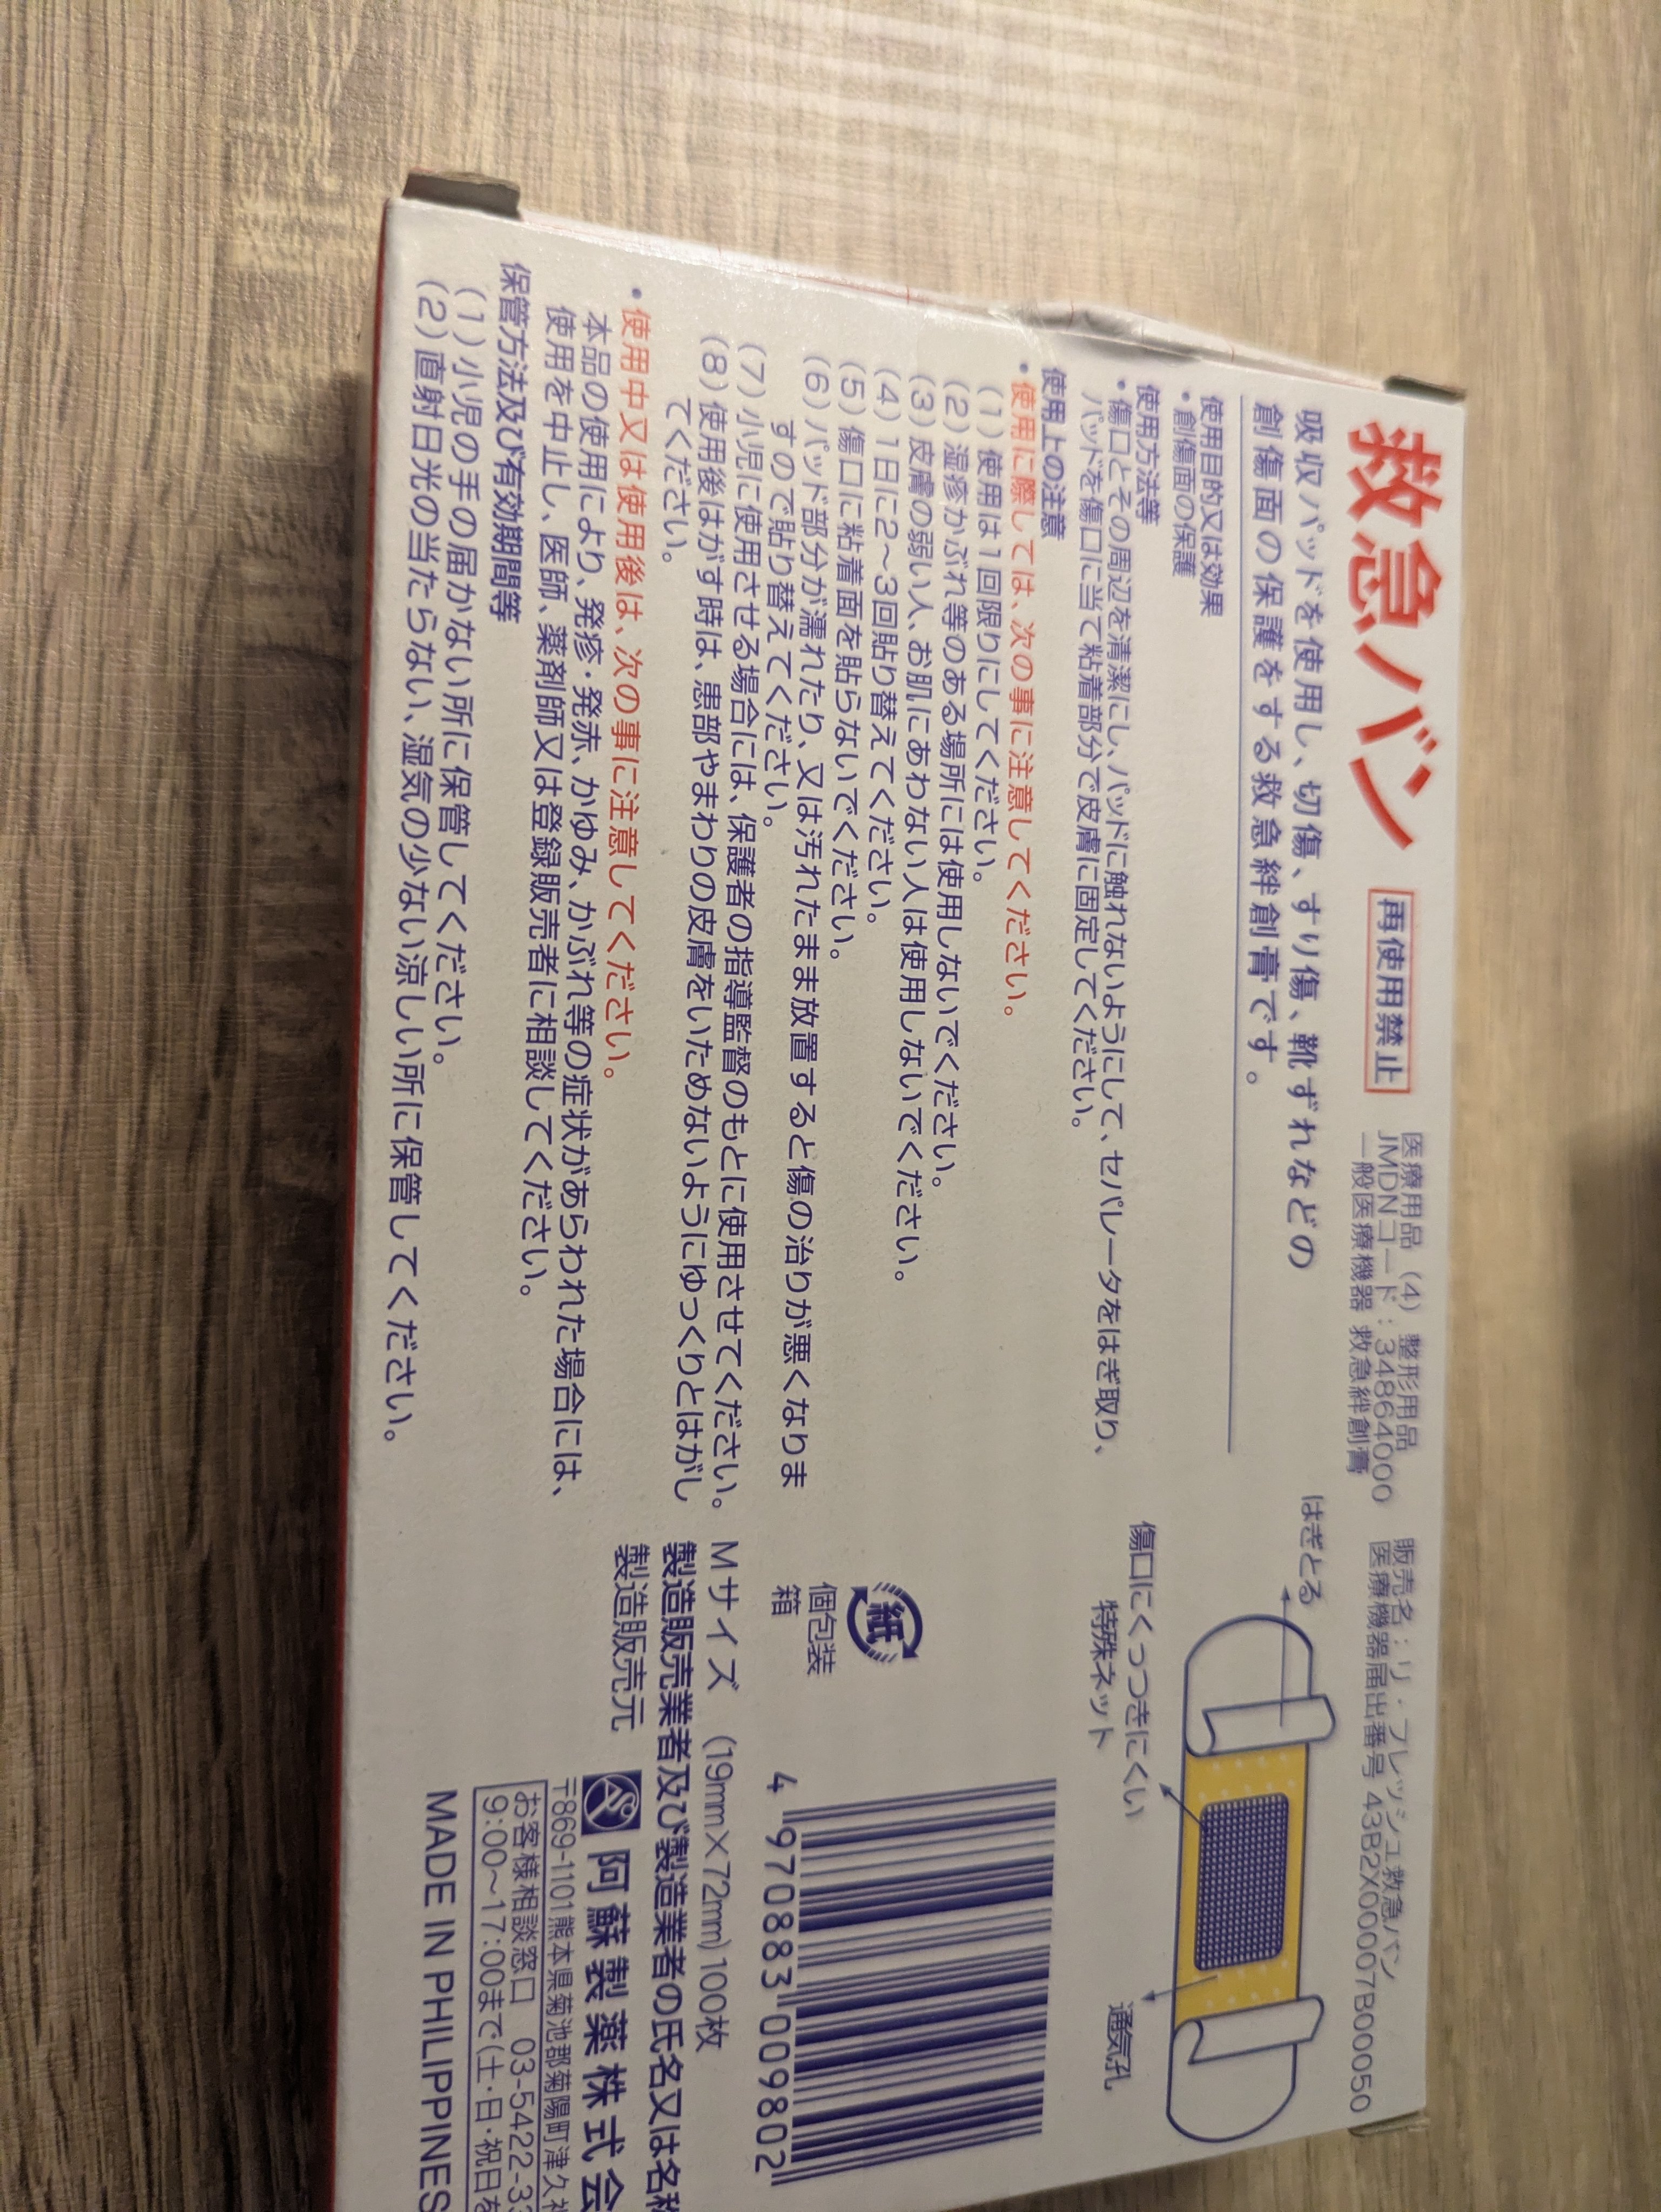 救急バン
再使用禁止
医療用品（4）整形用品
JMDNコード：34864000
一般医療機器 救急絆創膏
販売名：リ・フレッシュ救急バン
医療機器届出番号 43B2X00007B000050
吸収パッドを使用し、切傷、すり傷、靴ずれなどの
創傷面の保護をする救急絆創膏です。
使用目的又は効果
・創傷面の保護
使用方法等
・傷口とその周辺を清潔にし、パッドに触れないようにして、セパレータをはぎ取り、
パッドを傷口に当て粘着部分で皮膚に固定してください。
使用上の注意
・使用に際しては、次の事に注意してください。
（1）使用は1回限りにしてください。
（2）湿疹かぶれ等のある場所には使用しないでください。
（3）皮膚の弱い人、お肌にあわない人は使用しないでください。
（4）1日に2～3回貼り替えてください。
（5）傷口に粘着面を貼らないでください。
（6）パッド部分が濡れたり、又は汚れたまま放置すると傷の治りが悪くなりま
すので貼り替えてください。
（7）小児に使用させる場合には、保護者の指導監督のもとに使用させてください。
（8）使用後はがす時は、患部やまわりの皮膚をいためないようにゆっくりとはがし
てください。
・使用中又は使用後は、次の事に注意してください。
本品の使用により、発疹・発赤、かゆみ、かぶれ等の症状があらわれた場合には、
使用を中止し、医師、薬剤師又は登録販売者に相談してください。
保管方法及び有効期間等
（1）小児の手の届かない所に保管してください。
（2）直射日光の当たらない、湿気の少ない涼しい所に保管してください。
はぎとる
傷口にくっつきにくい
特殊ネット
通気孔
紙
個包装
箱
4 970883 009802
Mサイズ （19mm×72mm）100枚
製造販売業者及び製造業者の氏名又は名称
製造販売元
阿蘇製薬株式会
〒869-1101熊本県菊池郡菊陽町津久礼
お客様相談窓口 03-5422-33
9:00～17:00まで(土・日・祝日を
MADE IN PHILIPPINES